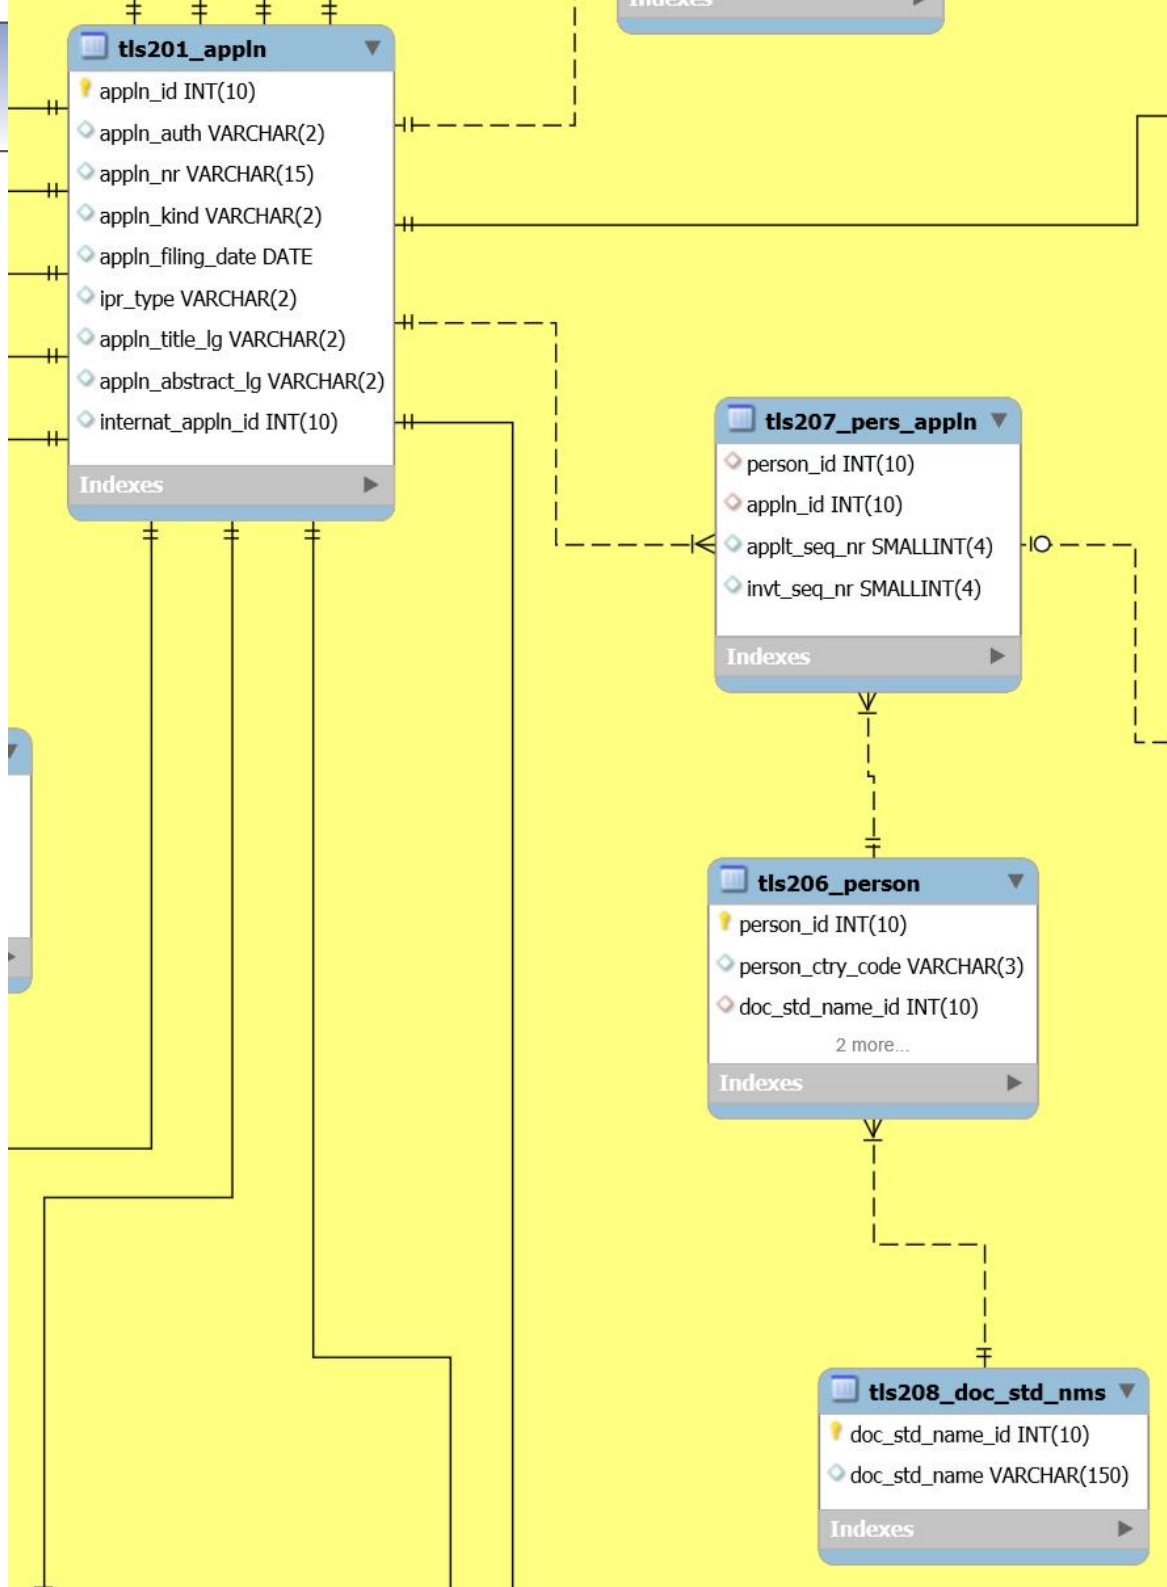 Indexes
tls201_appln
appln_id INT(10)
appln_auth VARCHAR(2)
appln_nr VARCHAR(15)
appln_kind VARCHAR(2)
appln_filing_date DATE
ipr_type VARCHAR(2)
appln_title_lg VARCHAR(2)
appln_abstract_lg VARCHAR(2)
internat_appln_id INT(10)
Indexes
tls207_pers_appln
person_id INT(10)
appln_id INT(10)
applt_seq_nr SMALLINT(4)
invt_seq_nr SMALLINT(4)
Indexes
tls206_person
person_id INT(10)
person_ctry_code VARCHAR(3)
doc_std_name_id INT(10)
2 more...
Indexes
tls208_doc_std_nms
doc_std_name_id INT(10)
doc_std_name VARCHAR(150)
Indexes